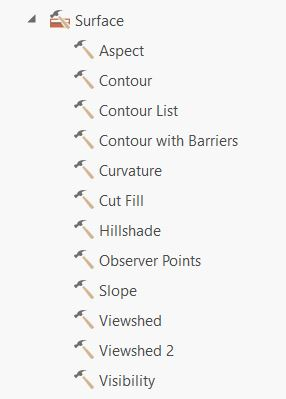 Surface
Aspect
Contour
Contour List
Contour with Barriers
Curvature
Cut Fill
Hillshade
Observer Points
Slope
Viewshed
Viewshed 2
Visibility